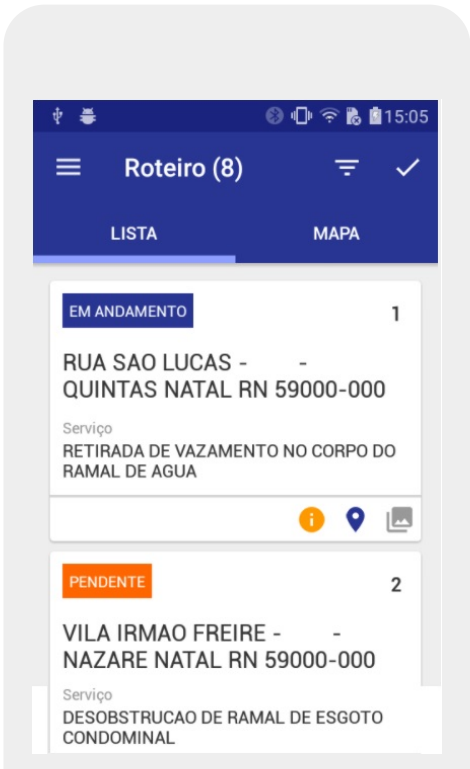 15:05
Roteiro (8)
LISTA MAPA
EM ANDAMENTO 1
RUA SAO LUCAS - -
QUINTAS NATAL RN 59000-000
Serviço
RETIRADA DE VAZAMENTO NO CORPO DO
RAMAL DE AGUA
PENDENTE 2
VILA IRMAO FREIRE - -
NAZARE NATAL RN 59000-000
Serviço
DESOBSTRUCAO DE RAMAL DE ESGOTO
CONDOMINAL